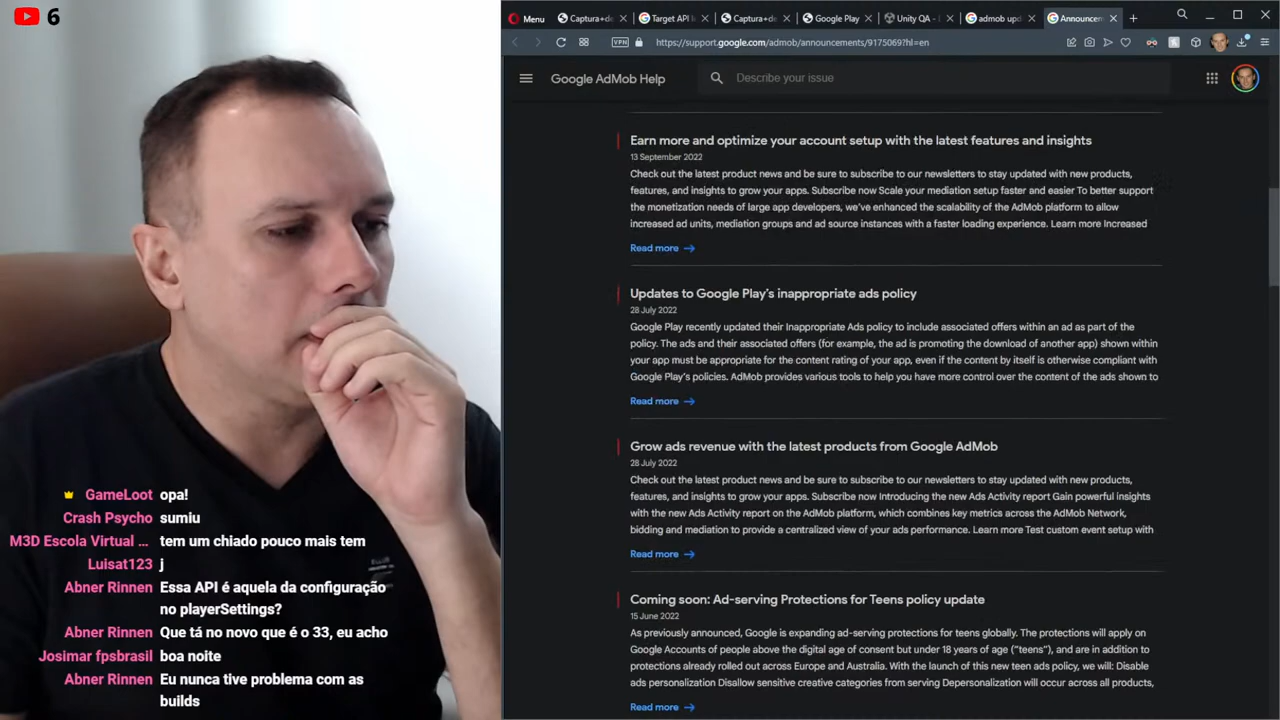 6
GameLoot opa!
Crash Psycho sumiu
M3D Escola Virtual ... tem um chiado pouco mais tem
Luisat123 j
Abner Rinnen Essa API é aquela da configuração
no playerSettings?
Abner Rinnen Que tá no novo que é o 33, eu acho
Josimar fpsbrasil boa noite
Abner Rinnen Eu nunca tive problema com as
builds
Menu
Captura+de
Target API l
Captura+de
Google Play
Unity QA -
admob up
Announcen
VPN
https://support.google.com/admob/announcements/9175069?hl=en
Google AdMob Help
Describe your issue
Earn more and optimize your account setup with the latest features and insights
13 September 2022
Check out the latest product news and be sure to subscribe to our newsletters to stay updated with new products,
features, and insights to grow your apps. Subscribe now Scale your mediation setup faster and easier To better support
the monetization needs of large app developers, we've enhanced the scalability of the AdMob platform to allow
increased ad units, mediation groups and ad source instances with a faster loading experience. Learn more Increased
Read more
Updates to Google Play's inappropriate ads policy
28 July 2022
Google Play recently updated their Inappropriate Ads policy to include associated offers within an ad as part of the
policy. The ads and their associated offers (for example, the ad is promoting the download of another app) shown within
your app must be appropriate for the content rating of your app, even if the content by itself is otherwise compliant with
Google Play's policies. AdMob provides various tools to help you have more control over the content of the ads shown to
Read more
Grow ads revenue with the latest products from Google AdMob
28 July 2022
Check out the latest product news and be sure to subscribe to our newsletters to stay updated with new products,
features, and insights to grow your apps. Subscribe now Introducing the new Ads Activity report Gain powerful insights
with the new Ads Activity report on the AdMob platform, which combines key metrics across the AdMob Network,
bidding and mediation to provide a centralized view of your ads performance. Learn more Test custom event setup with
Read more
Coming soon: Ad-serving Protections for Teens policy update
15 June 2022
As previously announced, Google is expanding ad-serving protections for teens globally. The protections will apply on
Google Accounts of people above the digital age of consent but under 18 years of age ("teens"), and are in addition to
protections already rolled out across Europe and Australia. With the launch of this new teen ads policy, we will: Disable
ads personalization Disallow sensitive creative categories from serving Depersonalization will occur across all products,
Read more